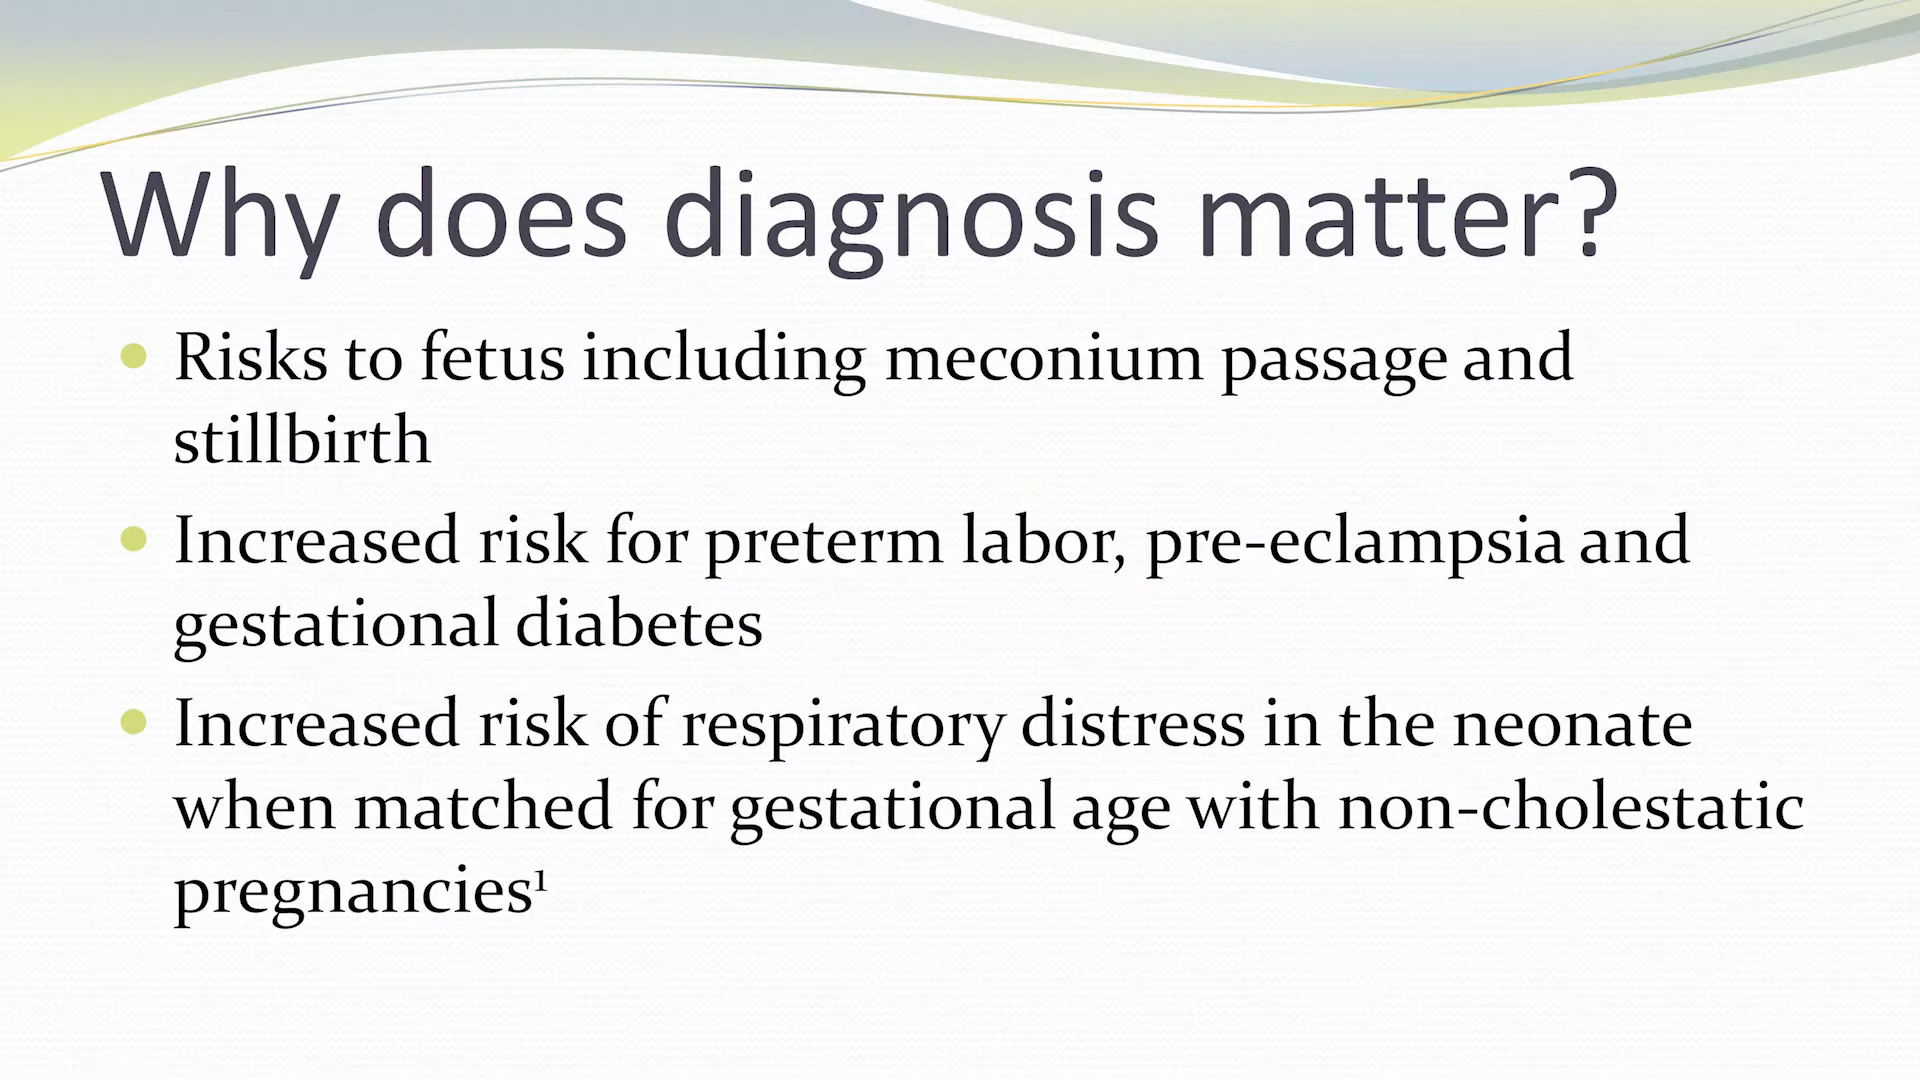 Why does diagnosis matter?
• Risks to fetus including meconium passage and
stillbirth
• Increased risk for preterm labor, pre-eclampsia and
gestational diabetes
• Increased risk of respiratory distress in the neonate
when matched for gestational age with non-cholestatic
pregnancies¹